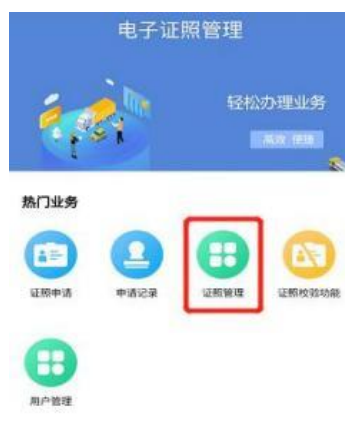 电子证照管理
轻松办理业务
高效 便捷
热门业务
证照申请
申请记录
证照管理
证照校验功能
用户管理